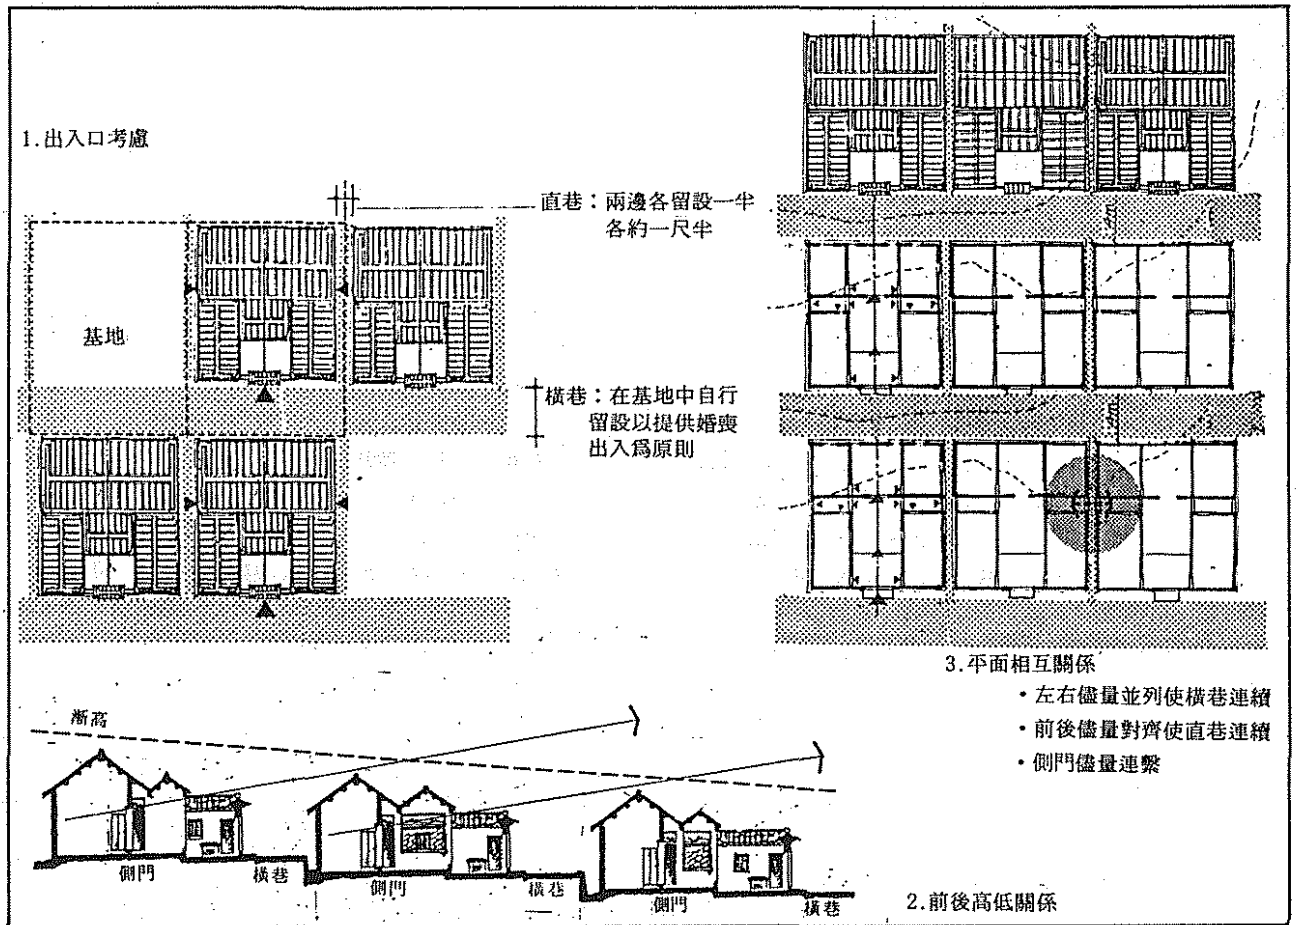 1.出入口考慮
直巷：兩邊各留設一半
各約一尺半
基地
橫巷：在基地中自行
留設以提供婚喪
出入爲原則
3.平面相互關係
•左右儘量並列使橫巷連續
•前後儘量對齊使直巷連續
•側門儘量連繫
漸高
側門
橫巷
側門
橫巷
側門
橫巷
2.前後高低關係